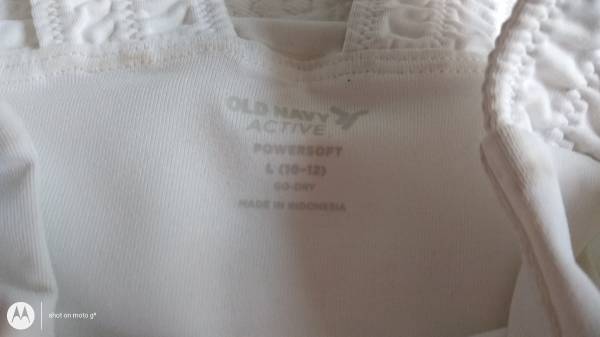 OLD NAVY
ACTIVE
POWERSOFT
L (10-12)
GO-DRY
MADE IN INDONESIA
shot on moto g⁶